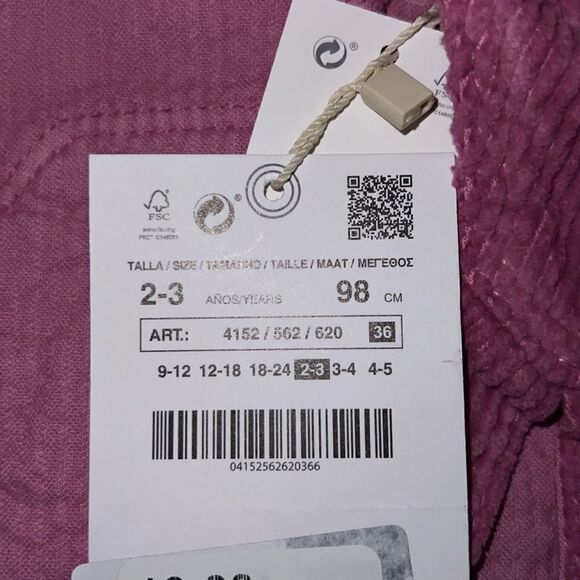 ®
FSC
®
FSC
www.fsc.org
TALLA / SIZE / TAMANHO / TAILLE / MAAT / ΜΕΓΕΘΟΣ
2-3 AÑOS/YEARS 98 CM
ART.: 4152 / 562 / 620 36
9-12 12-18 18-24 2-3 3-4 4-5
04152562620366